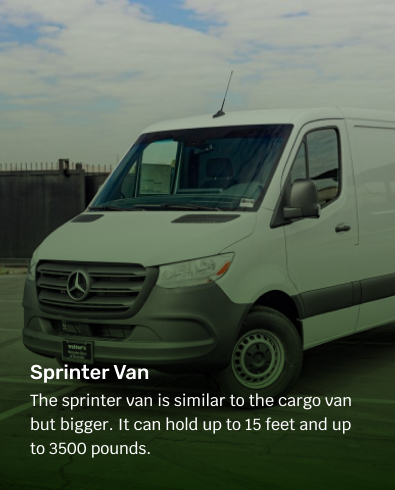 Sprinter Van
The sprinter van is similar to the cargo van
but bigger. It can hold up to 15 feet and up
to 3500 pounds.